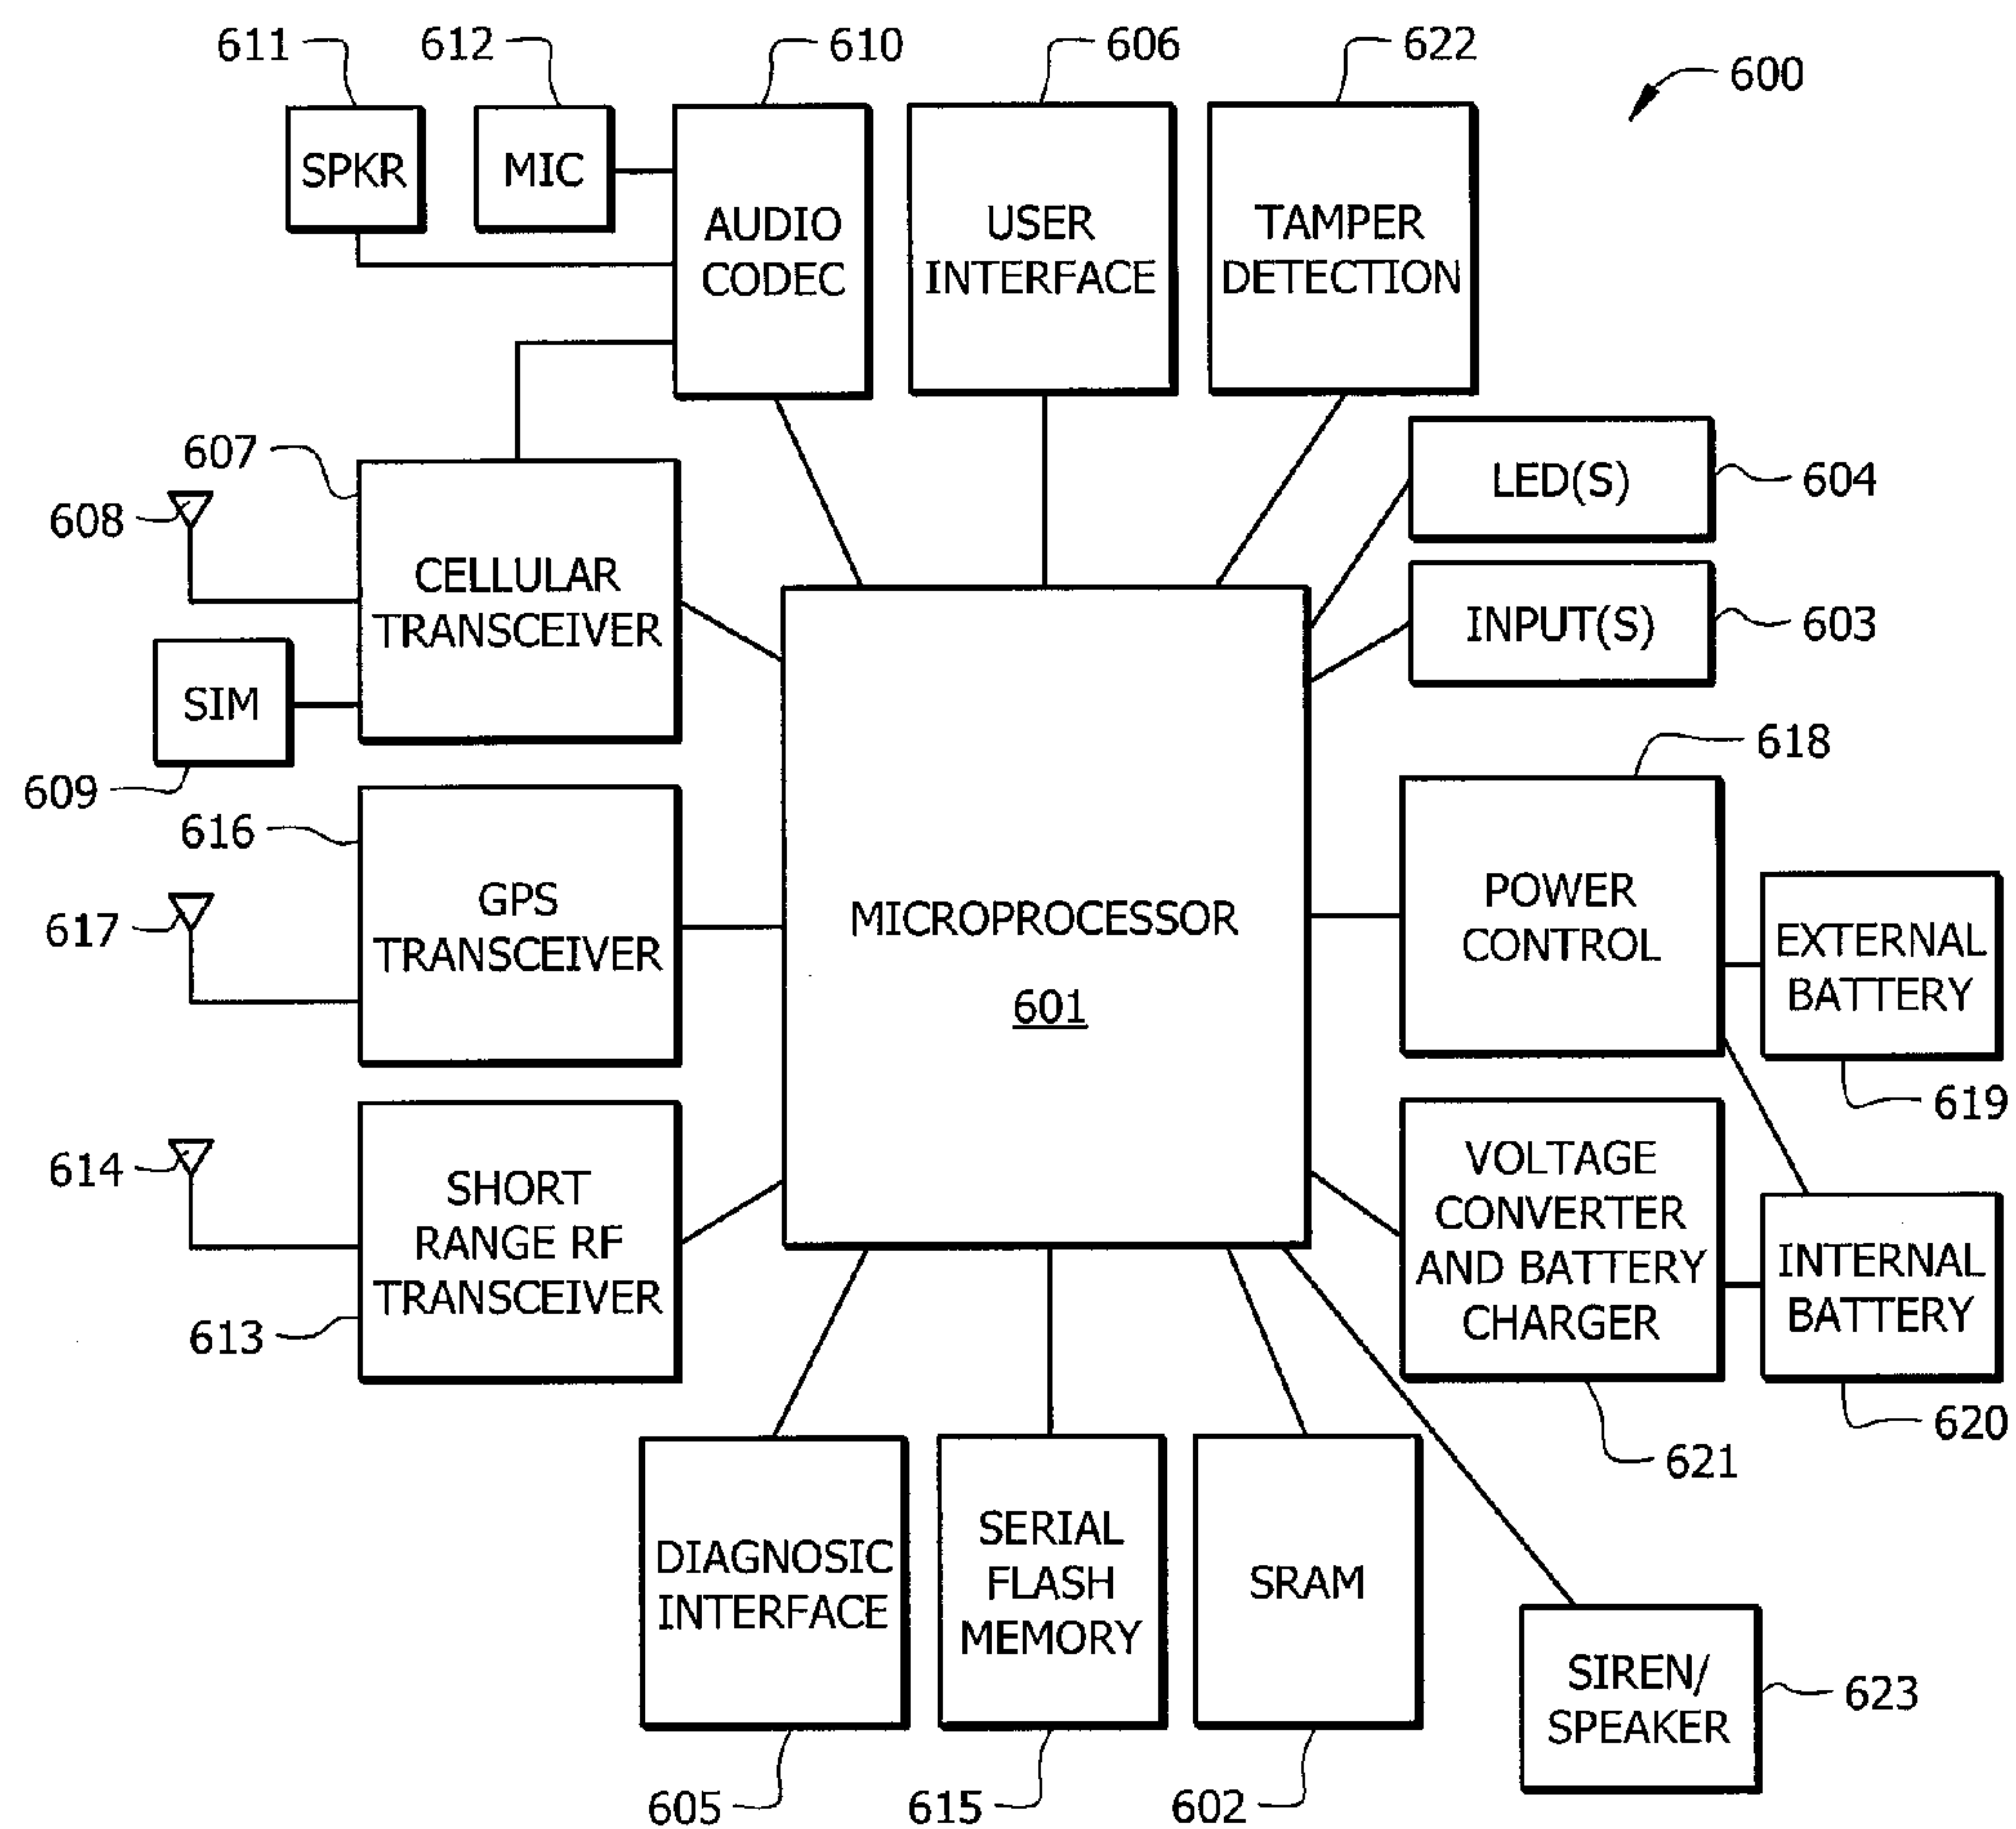 611
612
610
606
622
600
SPKR
MIC
AUDIO
CODEC
USER
INTERFACE
TAMPER
DETECTION
607
608
CELLULAR
TRANSCEIVER
LED(S)
604
INPUT(S)
603
SIM
609
616
617
GPS
TRANSCEIVER
MICROPROCESSOR
601
618
POWER
CONTROL
EXTERNAL
BATTERY
619
614
SHORT
RANGE RF
TRANSCEIVER
613
VOLTAGE
CONVERTER
AND BATTERY
CHARGER
INTERNAL
BATTERY
620
621
DIAGNOSIC
INTERFACE
SERIAL
FLASH
MEMORY
SRAM
SIREN/
SPEAKER
623
605
615
602